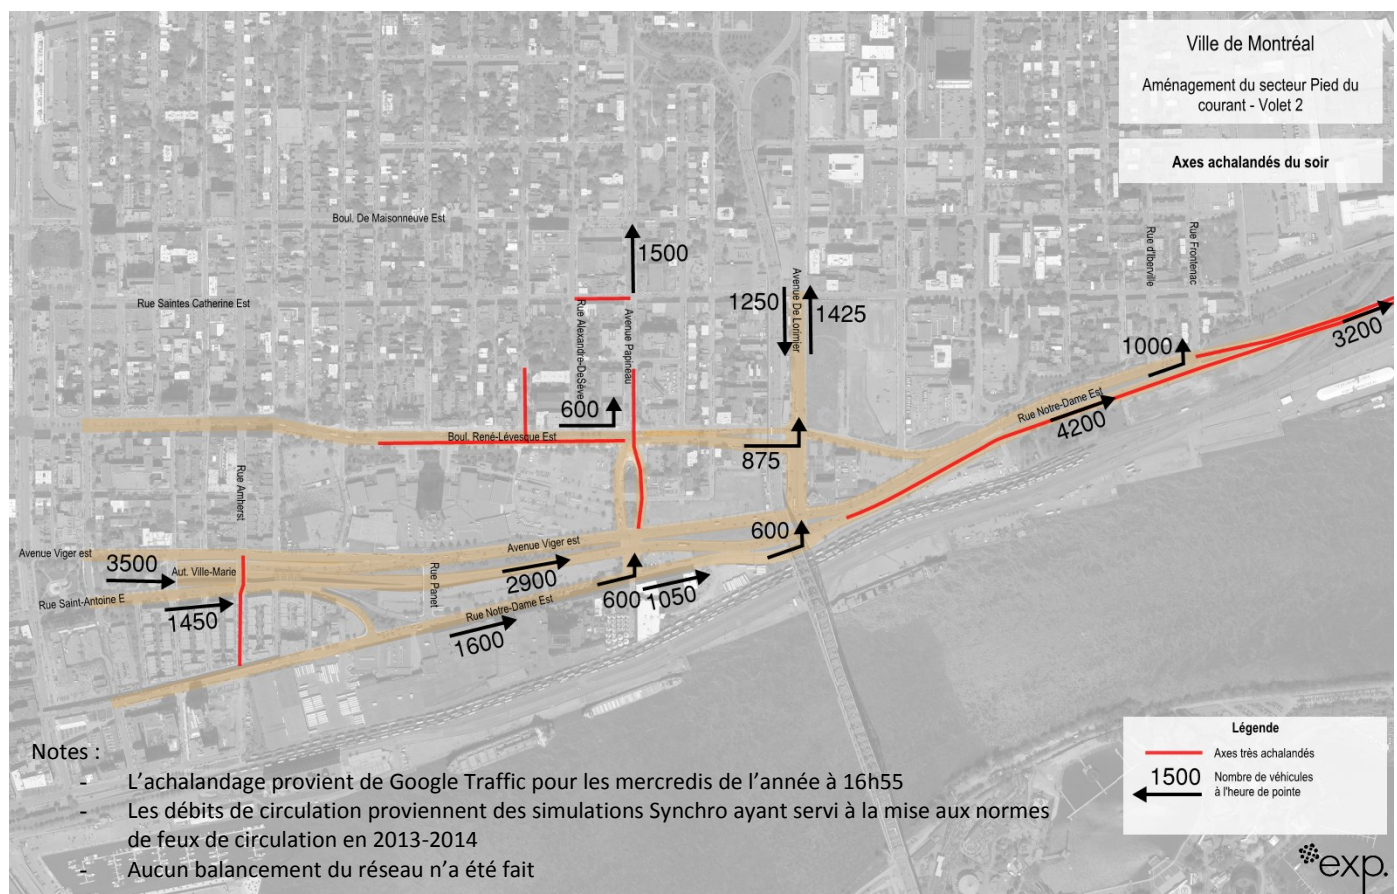 Ville de Montréal
Aménagement du secteur Pied du
courant - Volet 2
Axes achalandés du soir
Boul. De Maisonneuve Est
1500
Rue Saintes Catherine Est
Rue Alexandre-DeSève
Avenue Papineau
1250
Avenue De Lorimier
1425
Rue d'Iberville
Rue Frontenac
1000
3200
600
Boul. René-Lévesque Est
875
Rue Notre-Dame Est
4200
Rue Amherst
600
Avenue Viger est
3500
Aut. Ville-Marie
Avenue Viger est
2900
Rue Panet
600
1050
Rue Saint-Antoine E
1450
Rue Notre-Dame Est
1600
Notes :
- L'achalandage provient de Google Traffic pour les mercredis de l'année à 16h55
- Les débits de circulation proviennent des simulations Synchro ayant servi à la mise aux normes
de feux de circulation en 2013-2014
- Aucun balancement du réseau n'a été fait
Légende
Axes très achalandés
1500 Nombre de véhicules
à l'heure de pointe
exp.